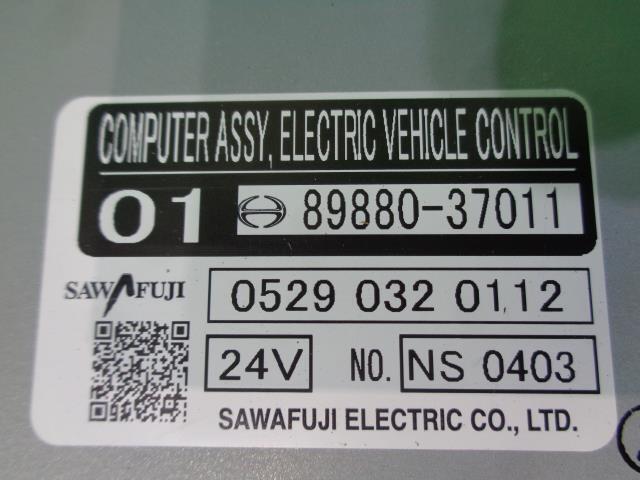 COMPUTER ASSY, ELECTRIC VEHICLE CONTROL
01 89880-37011
SAWAFUJI 0529 032 0112
24V NO. NS 0403
SAWAFUJI ELECTRIC CO., LTD.